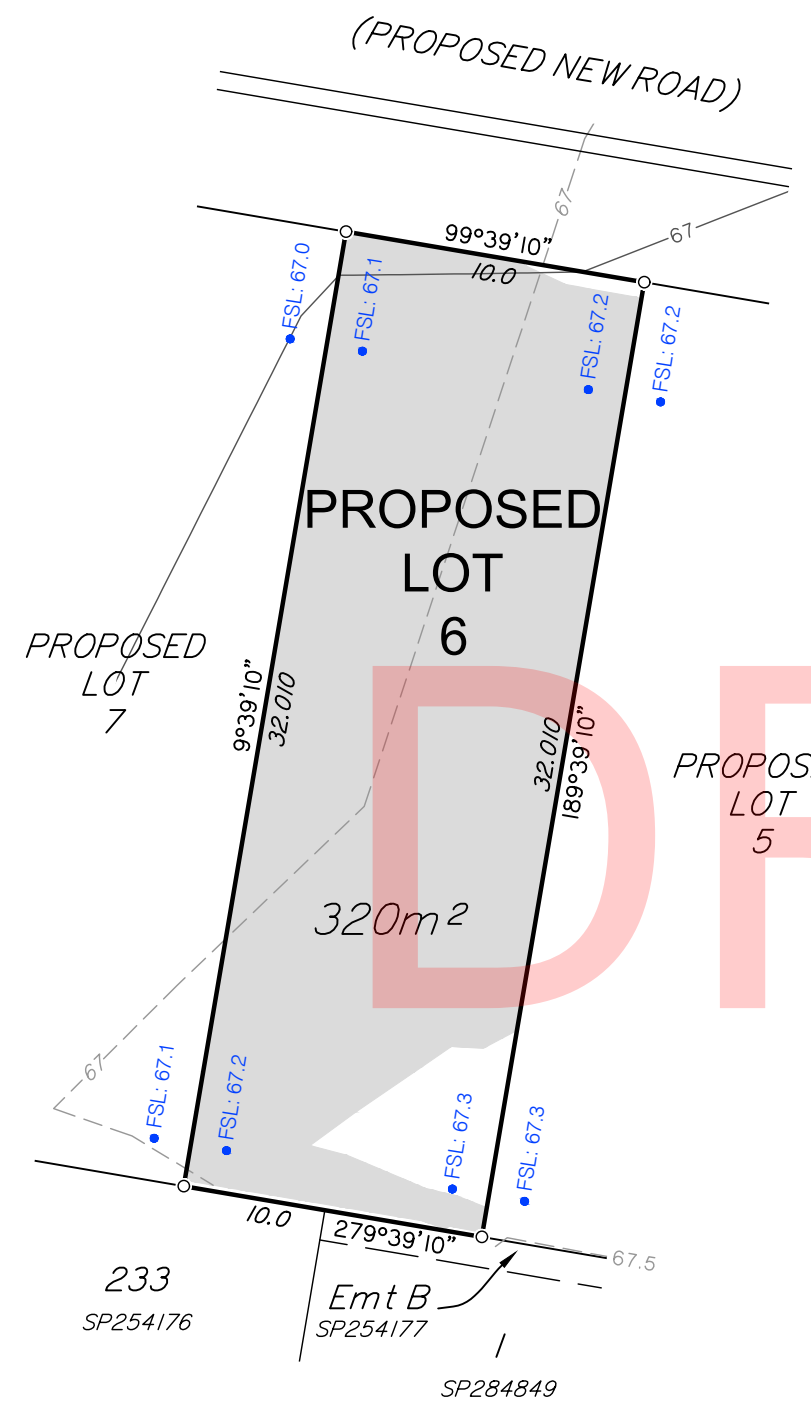 (PROPOSED NEW ROAD)
67
67
99°39'10"
10.0
FSL: 67.0
FSL: 67.1
FSL: 67.2
FSL: 67.2
PROPOSED
LOT
6
PROPOSED
LOT
7
9°39'10"
32.010
32.010
189°39'10"
PROPOS
LOT
5
320m²
67
FSL: 67.1
FSL: 67.2
FSL: 67.3
FSL: 67.3
10.0
279°39'10"
67.5
233
SP254176
Emt B
SP254177
1
SP284849